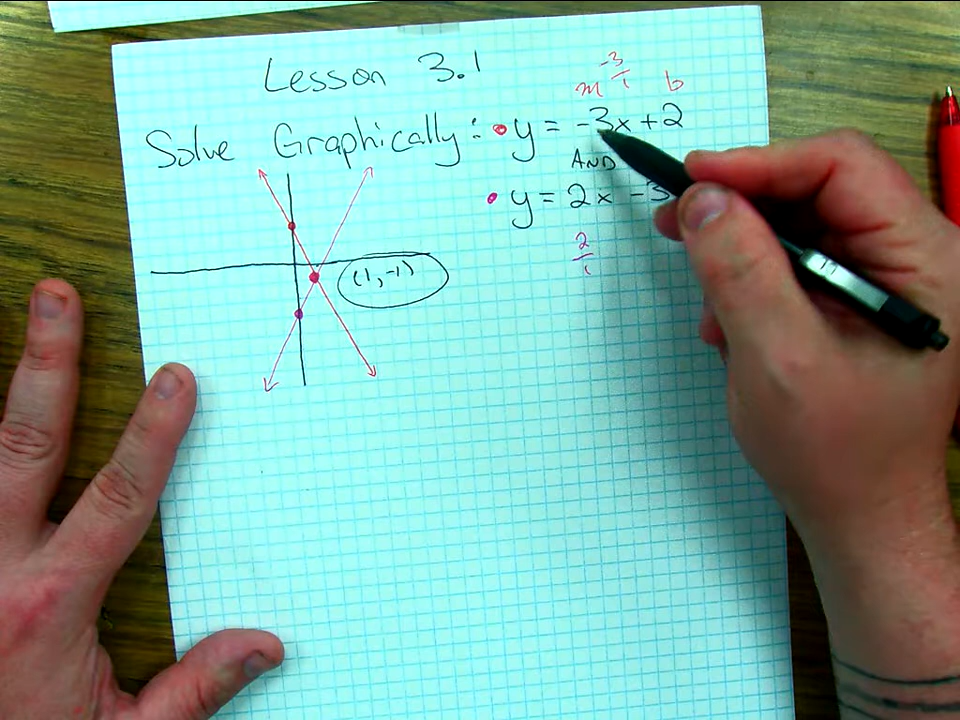 Lesson 3.1
-3/1
m b
Solve Graphically: y = -3x + 2
AND
y = 2x - 3
2/1
(1, -1)